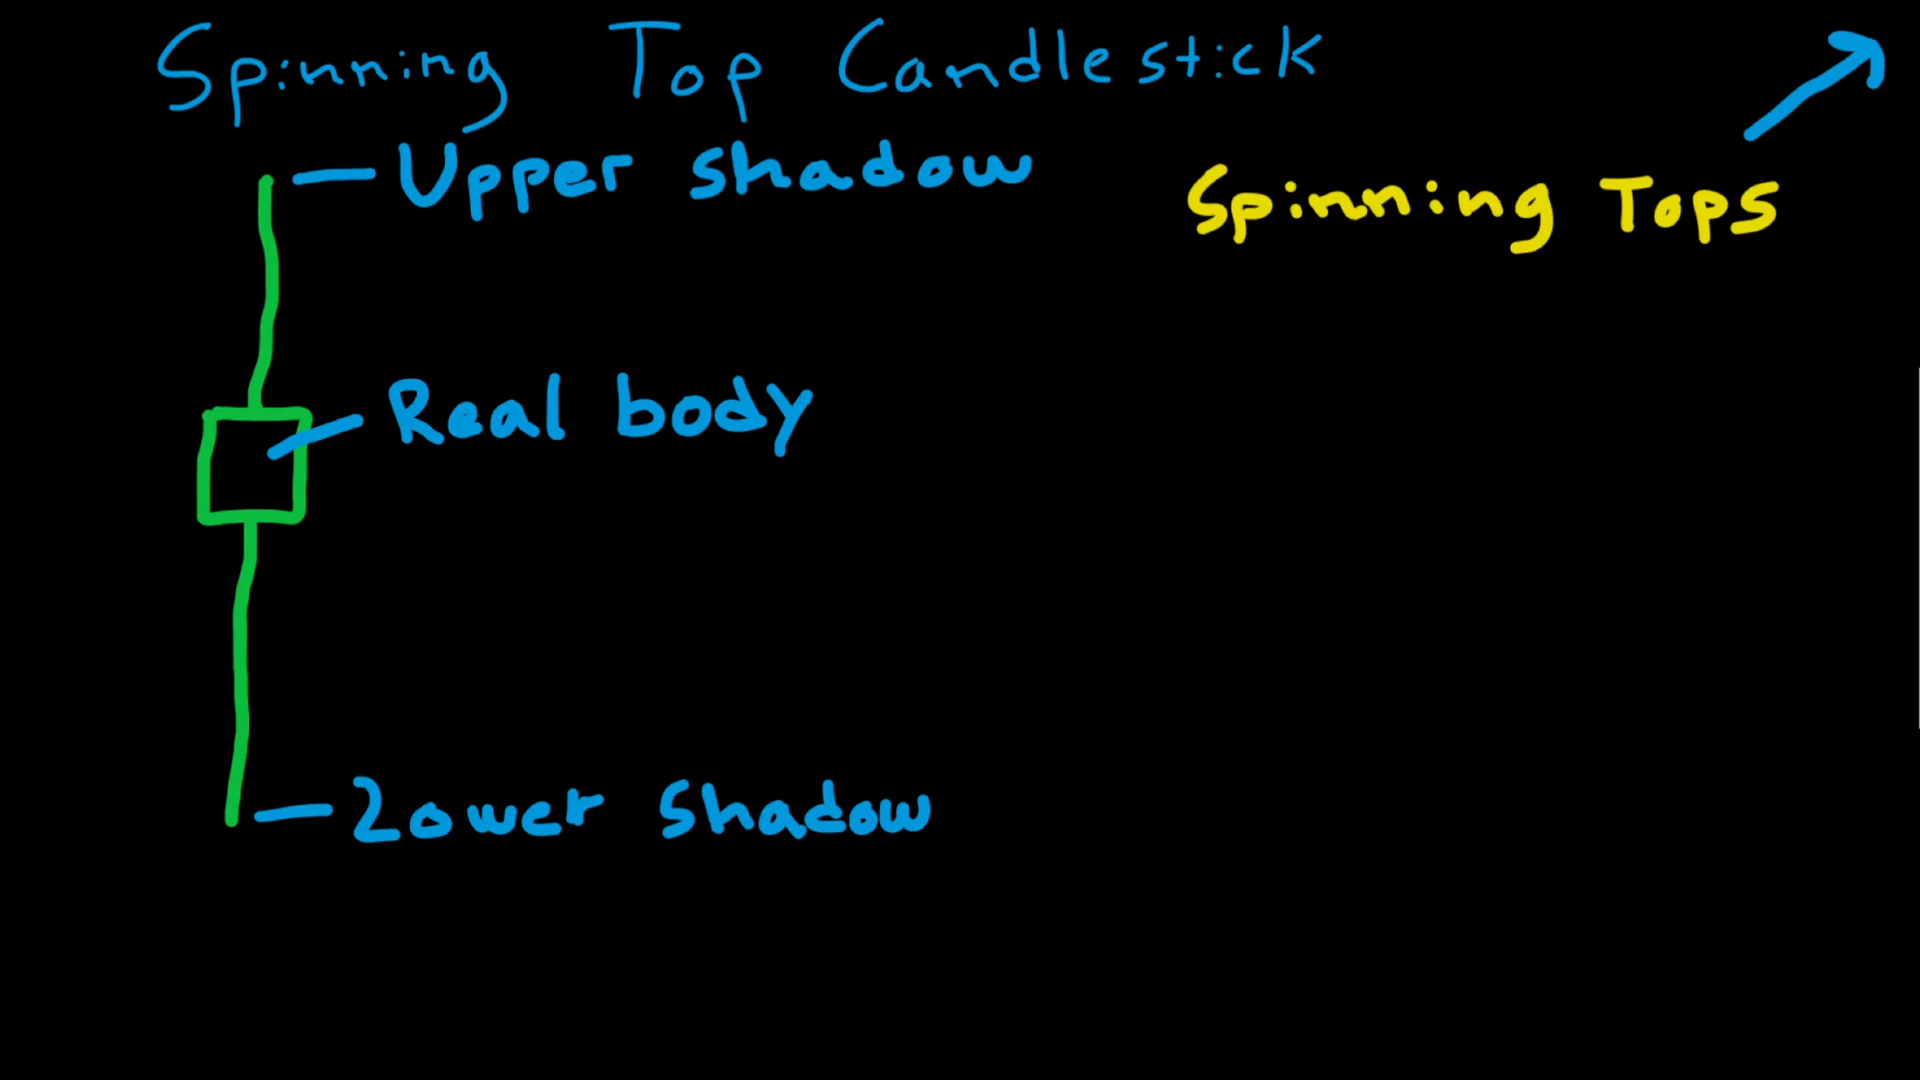 Spinning Top Candlestick
Upper shadow
Spinning Tops
Real body
Lower shadow